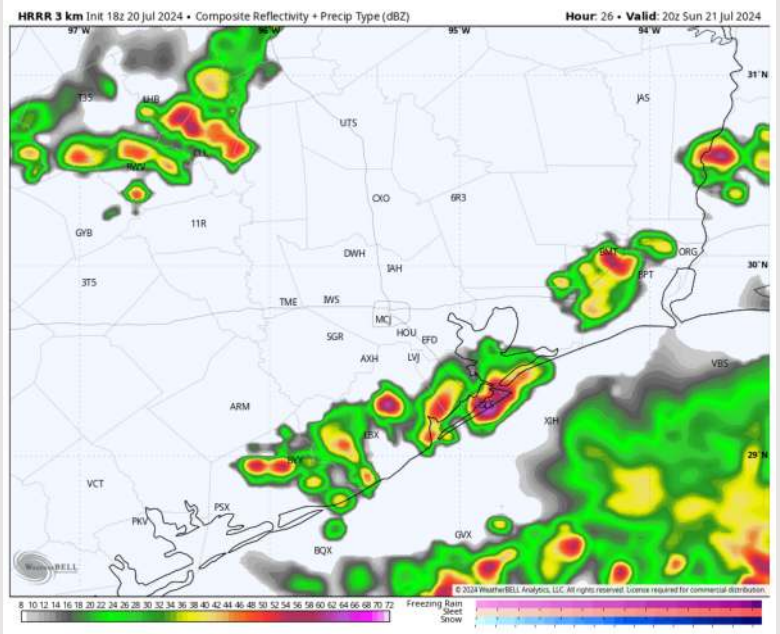 HRRR 3 km Init 18z 20 Jul 2024 • Composite Reflectivity + Precip Type (dBZ)
Hour: 26 • Valid: 20z Sun 21 Jul 2024
97°W
96°W
95°W
94°W
31°N
T35
LHB
JAS
UTS
CLL
RWV
CXO
6R3
11R
GYB
DWH
BMT
ORG
IAH
30°N
BPT
3T5
TME
IWS
MCJ
HOU
SGR
EFD
AXH
LVJ
VBS
ARM
GLS
XIH
LBX
29°N
BYY
VCT
PSX
PKV
GVX
BQX
WeatherBELL
© 2024 WeatherBELL Analytics, LLC. All rights reserved. License required for commercial distribution.
8 10 12 14 16 18 20 22 24 26 28 30 32 34 36 38 40 42 44 46 48 50 52 54 56 58 60 62 64 66 68 70 72
Freezing Rain
Sleet
Snow